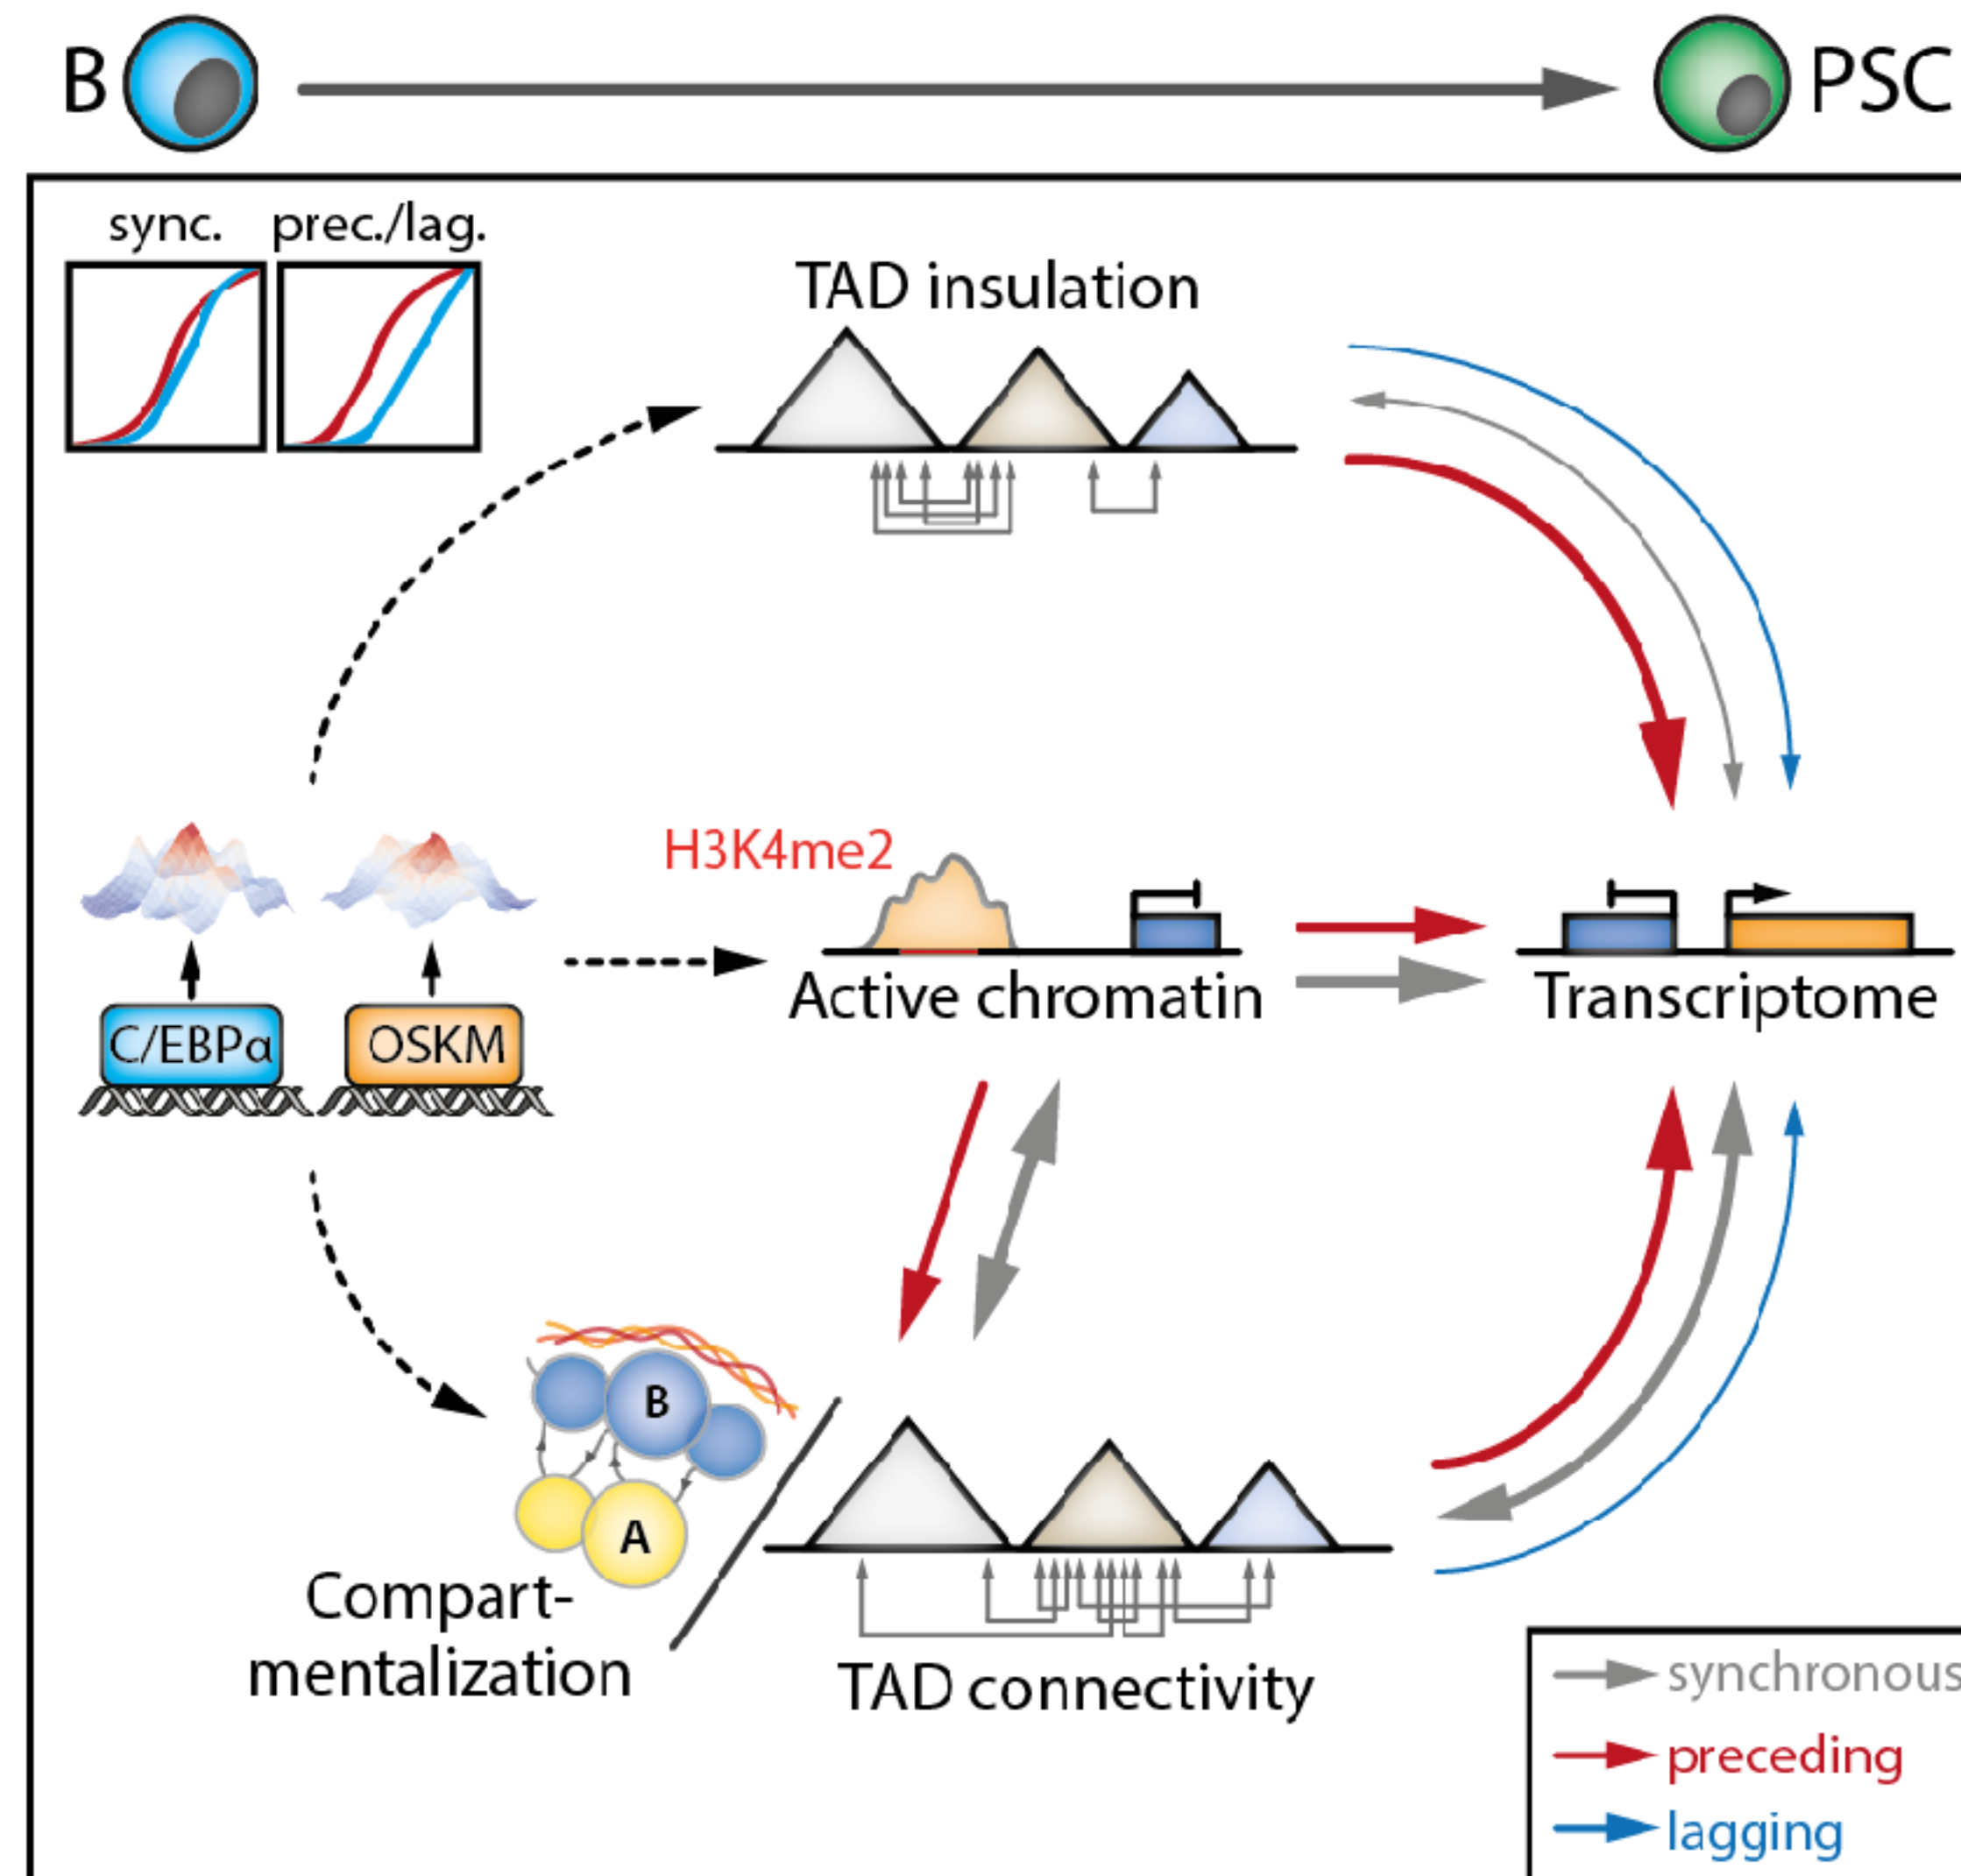 B
PSC
sync.
prec./lag.
TAD insulation
H3K4me2
Active chromatin
Transcriptome
C/EBPα
OSKM
B
A
Compart-
mentalization
TAD connectivity
synchronous
preceding
lagging